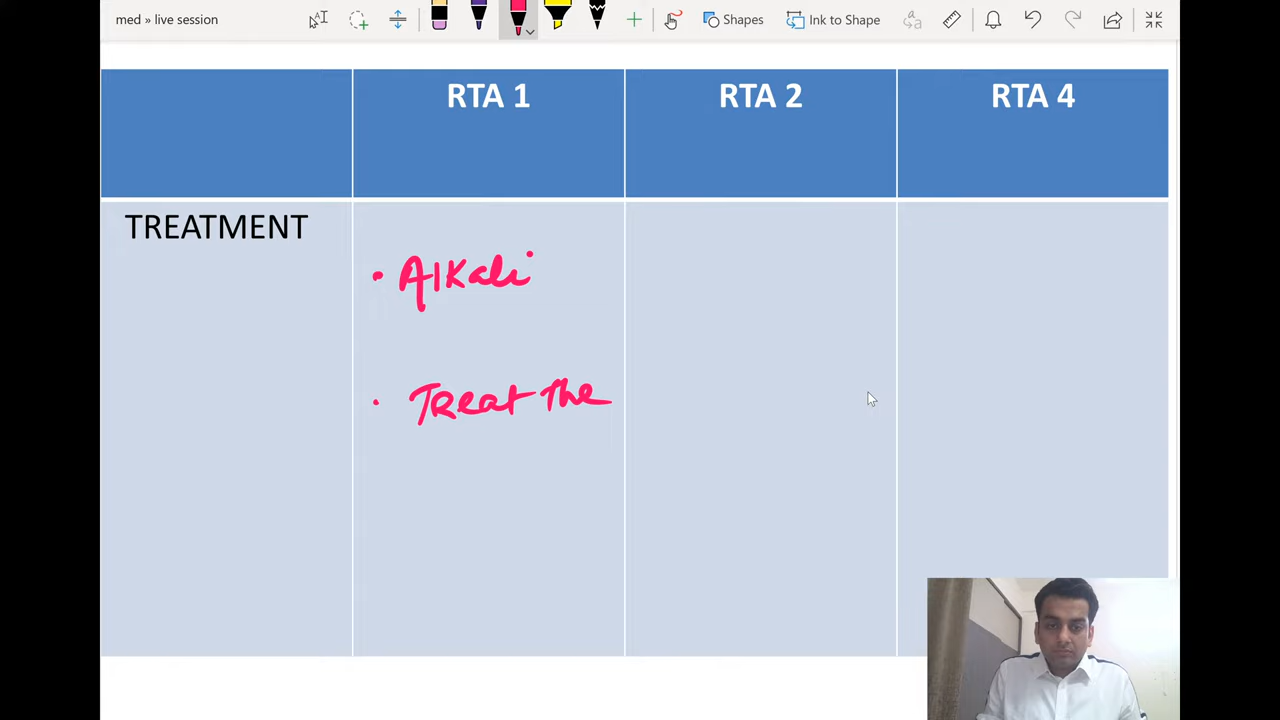 med » live session
Shapes
Ink to Shape
RTA 1
RTA 2
RTA 4
TREATMENT
• Alkali
• Treat The